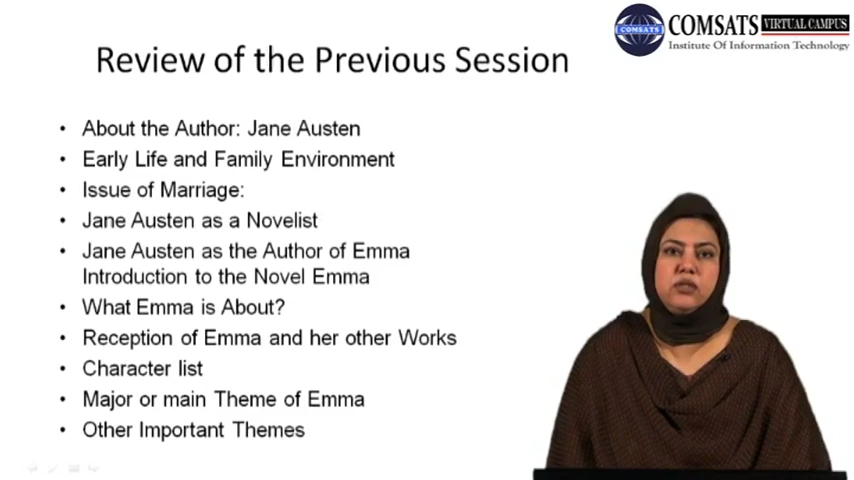 COMSATS
COMSATS VIRTUAL CAMPUS
Institute Of Information Technology
Review of the Previous Session
• About the Author: Jane Austen
• Early Life and Family Environment
• Issue of Marriage:
• Jane Austen as a Novelist
• Jane Austen as the Author of Emma
Introduction to the Novel Emma
• What Emma is About?
• Reception of Emma and her other Works
• Character list
• Major or main Theme of Emma
• Other Important Themes